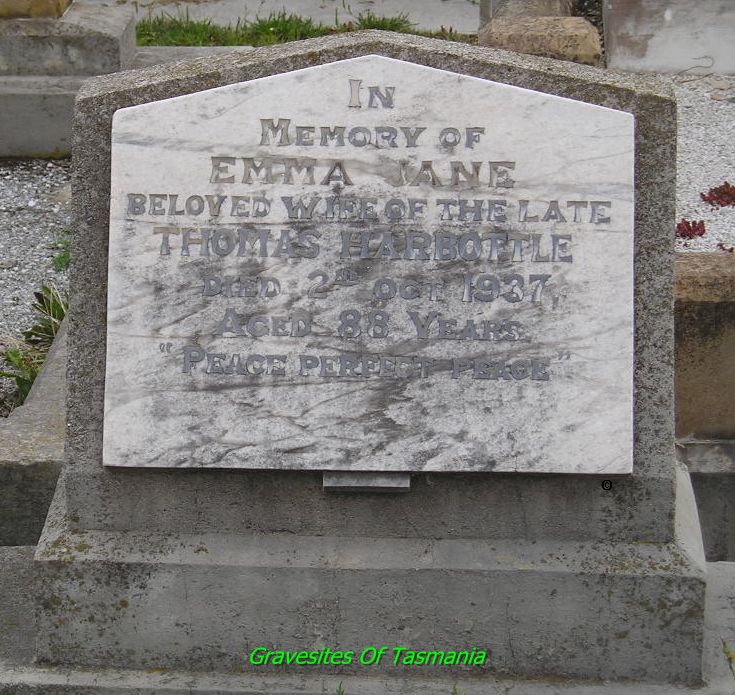 In
Memory of
Emma Jane
beloved wife of the late
Thomas Harbottle
Died 2nd Oct 1937,
Aged 88 Years.
"Peace perfect peace"
©
Gravesites Of Tasmania